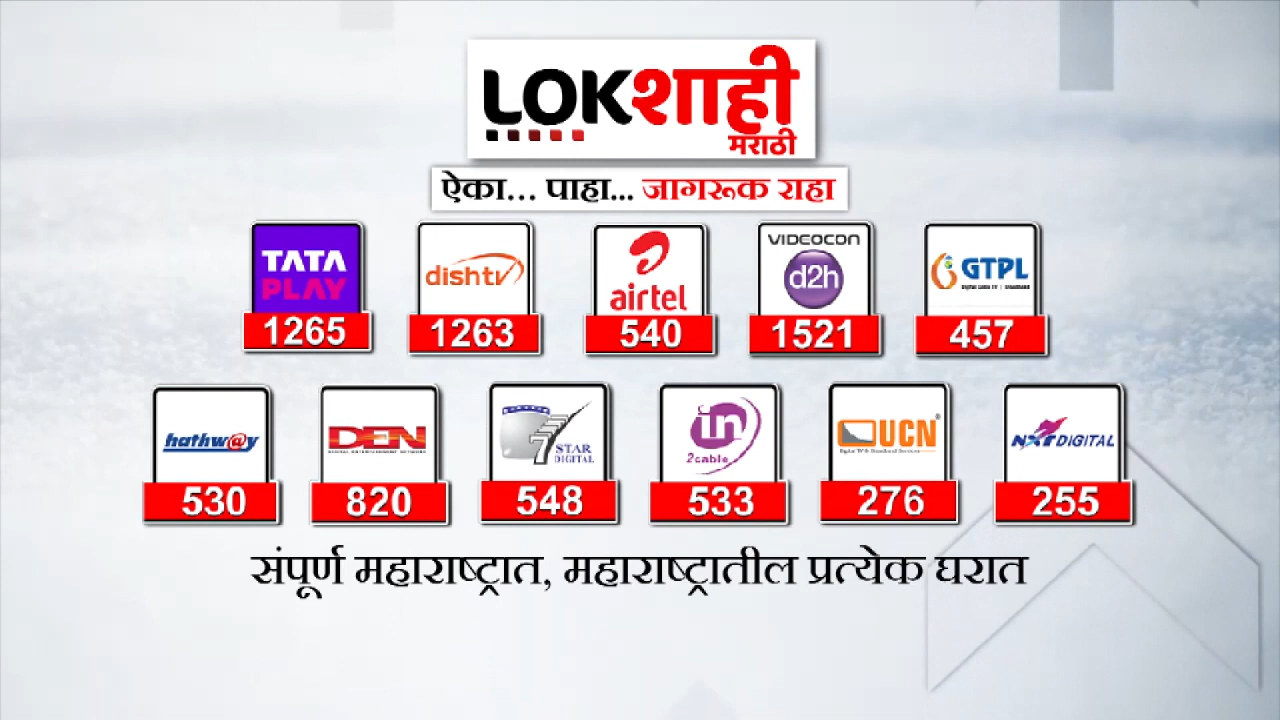 LOKशाही
मराठी
ऐका... पाहा... जागरूक राहा
TATA
PLAY
1265
dishtv
1263
airtel
540
VIDEOCON
d2h
1521
GTPL
457
hathw@y
530
DEN
820
7 STAR
DIGITAL
548
in
2cable
533
UCN
276
NXTDIGITAL
255
संपूर्ण महाराष्ट्रात, महाराष्ट्रातील प्रत्येक घरात